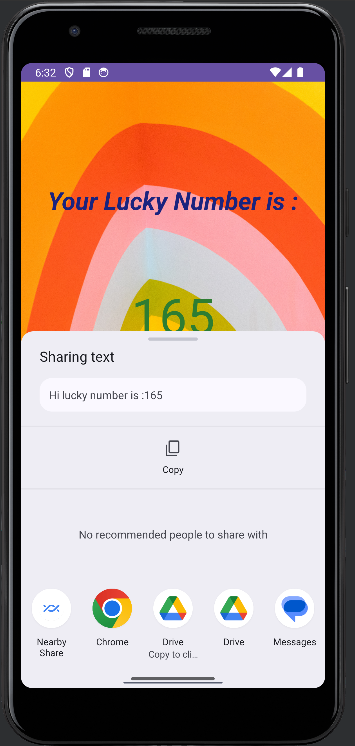 6:32
Your Lucky Number is :
165
Sharing text
Hi lucky number is :165
Copy
No recommended people to share with
Nearby
Share
Chrome
Drive
Copy to cli...
Drive
Messages